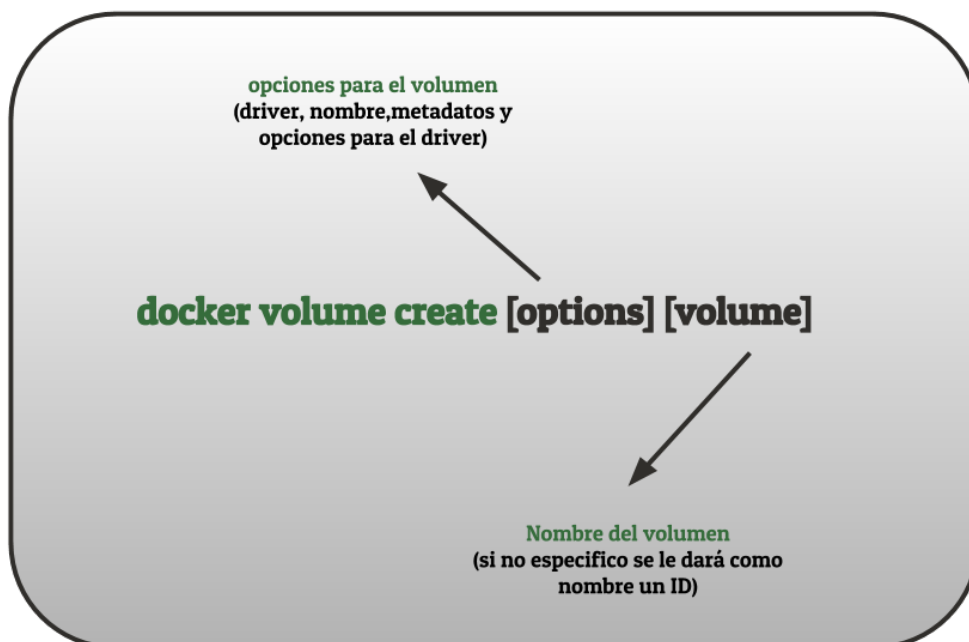 opciones para el volumen
(driver, nombre,metadatos y
opciones para el driver)
docker volume create [options] [volume]
Nombre del volumen
(si no especifico se le dará como
nombre un ID)